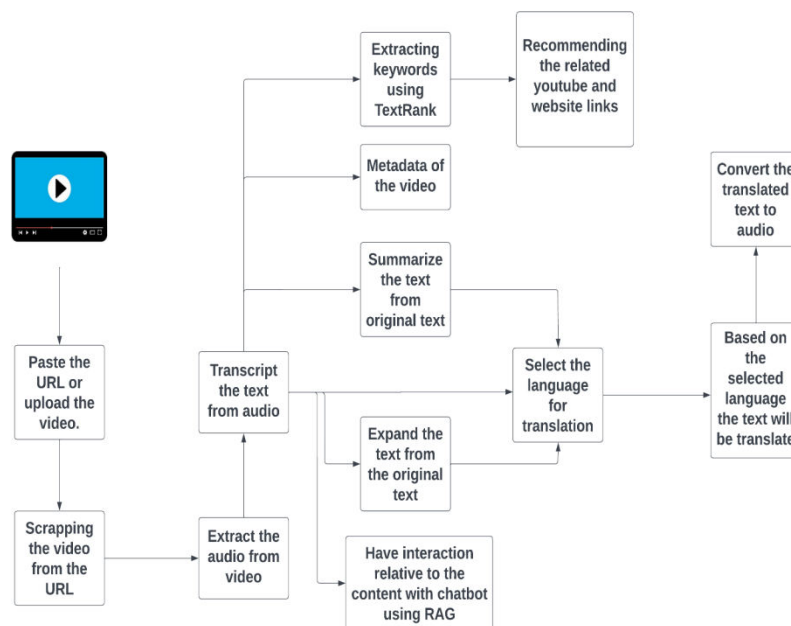 Extracting
keywords
using
TextRank
Recommending
the related
youtube and
website links
Metadata of
the video
Convert the
translated
text to
audio
Summarize
the text
from
original text
Paste the
URL or
upload the
video.
Transcript
the text
from audio
Select the
language
for
translation
Based on
the
selected
language
the text will
be translate
Expand the
text from
the original
text
Scrapping
the video
from the
URL
Extract the
audio from
video
Have interaction
relative to the
content with chatbot
using RAG